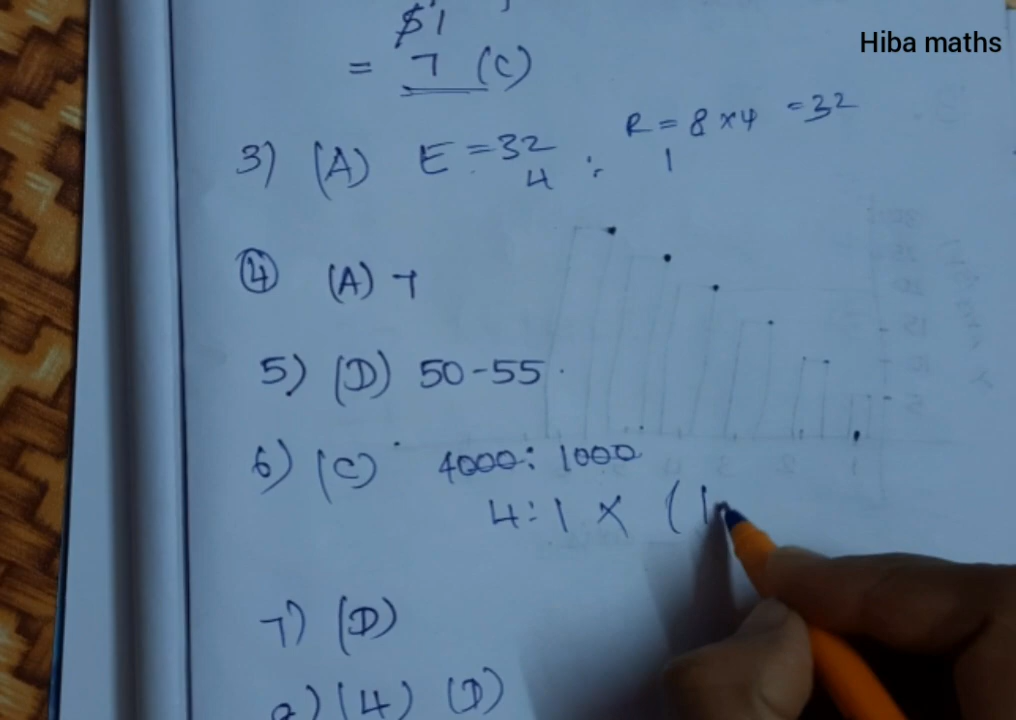 Hiba maths
$1
= 7 (C)
3) (A) E = 32 : R = 8 x 4 = 32
4 1
4 (A) 7
5) (D) 50-55
6) (C) 4000 : 1000
4 : 1 x (1
7) (D)
(4) (D)